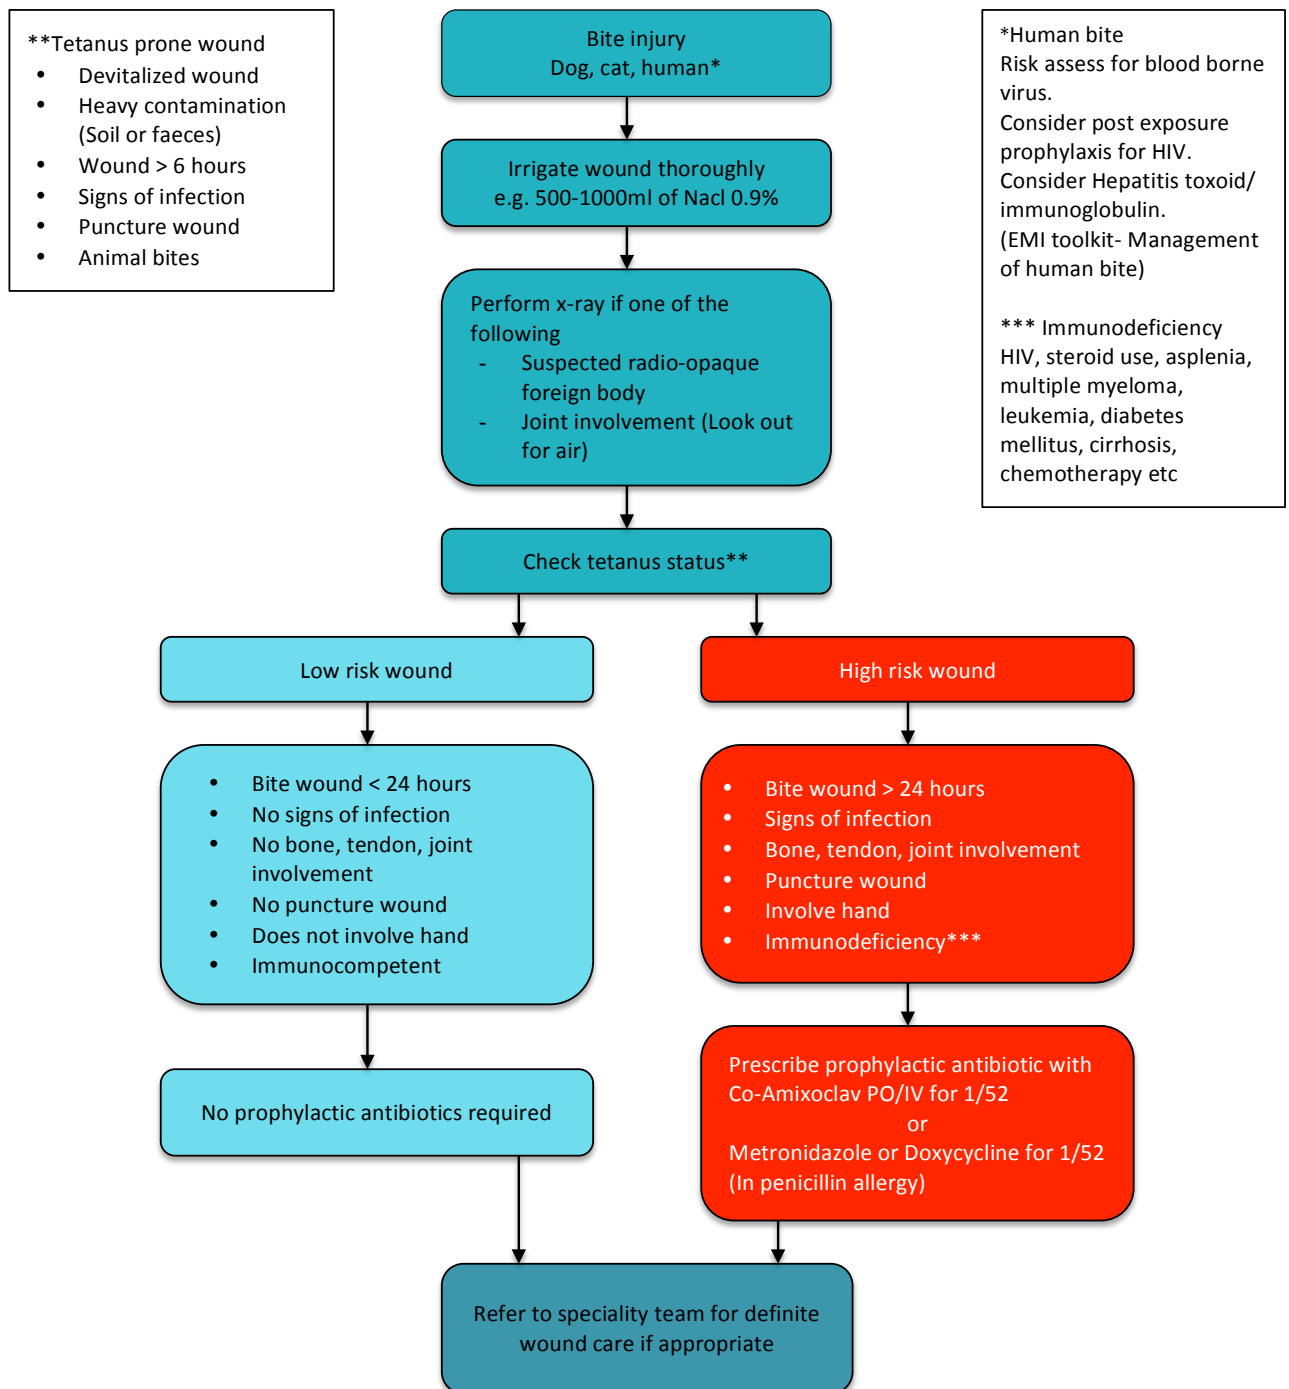 **Tetanus prone wound
• Devitalized wound
• Heavy contamination
(Soil or faeces)
• Wound > 6 hours
• Signs of infection
• Puncture wound
• Animal bites
Bite injury
Dog, cat, human*
*Human bite
Risk assess for blood borne
virus.
Consider post exposure
prophylaxis for HIV.
Consider Hepatitis toxoid/
immunoglobulin.
(EMI toolkit- Management
of human bite)
*** Immunodeficiency
HIV, steroid use, asplenia,
multiple myeloma,
leukemia, diabetes
mellitus, cirrhosis,
chemotherapy etc
Irrigate wound thoroughly
e.g. 500-1000ml of Nacl 0.9%
Perform x-ray if one of the
following
- Suspected radio-opaque
foreign body
- Joint involvement (Look out
for air)
Check tetanus status**
Low risk wound
• Bite wound < 24 hours
• No signs of infection
• No bone, tendon, joint
involvement
• No puncture wound
• Does not involve hand
• Immunocompetent
No prophylactic antibiotics required
High risk wound
• Bite wound > 24 hours
• Signs of infection
• Bone, tendon, joint involvement
• Puncture wound
• Involve hand
• Immunodeficiency***
Prescribe prophylactic antibiotic with
Co-Amixoclav PO/IV for 1/52
or
Metronidazole or Doxycycline for 1/52
(In penicillin allergy)
Refer to speciality team for definite
wound care if appropriate